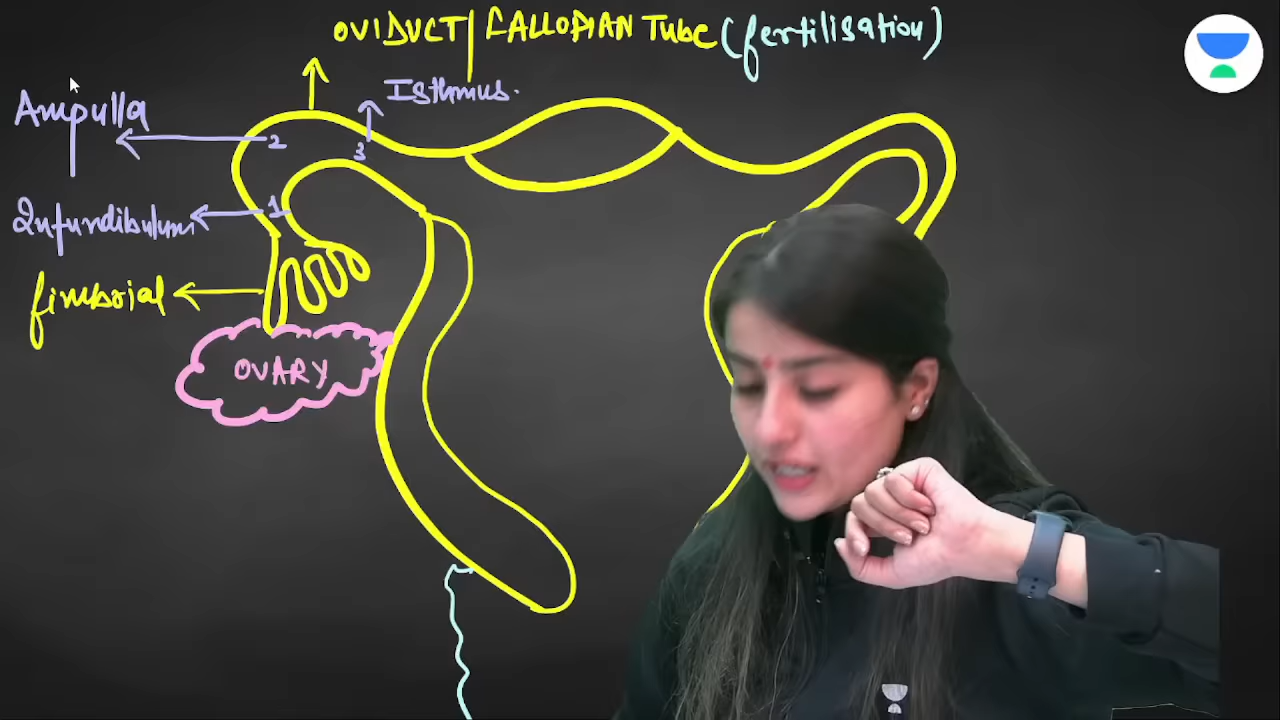 OVIDUCT/FALLOPIAN TUBE (fertilisation)
Isthmus.
Ampulla
2
3
Infundibulum
1
fimbrial
OVARY